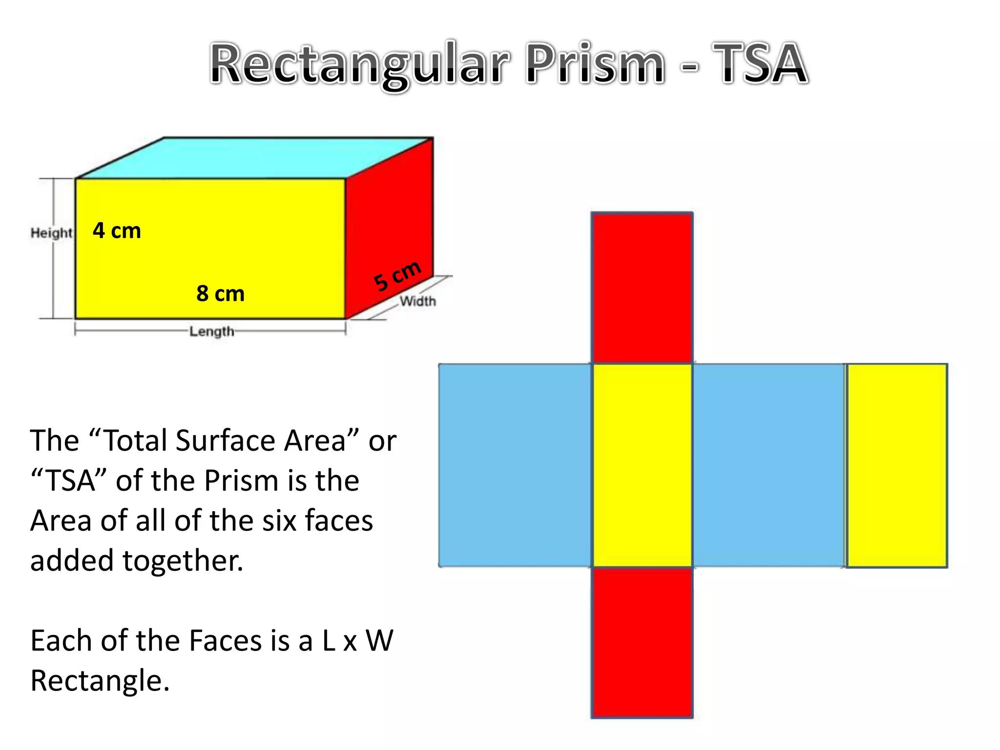 Rectangular Prism - TSA
Height
4 cm
5 cm
8 cm
Width
Length
The “Total Surface Area” or
“TSA” of the Prism is the
Area of all of the six faces
added together.
Each of the Faces is a L x W
Rectangle.